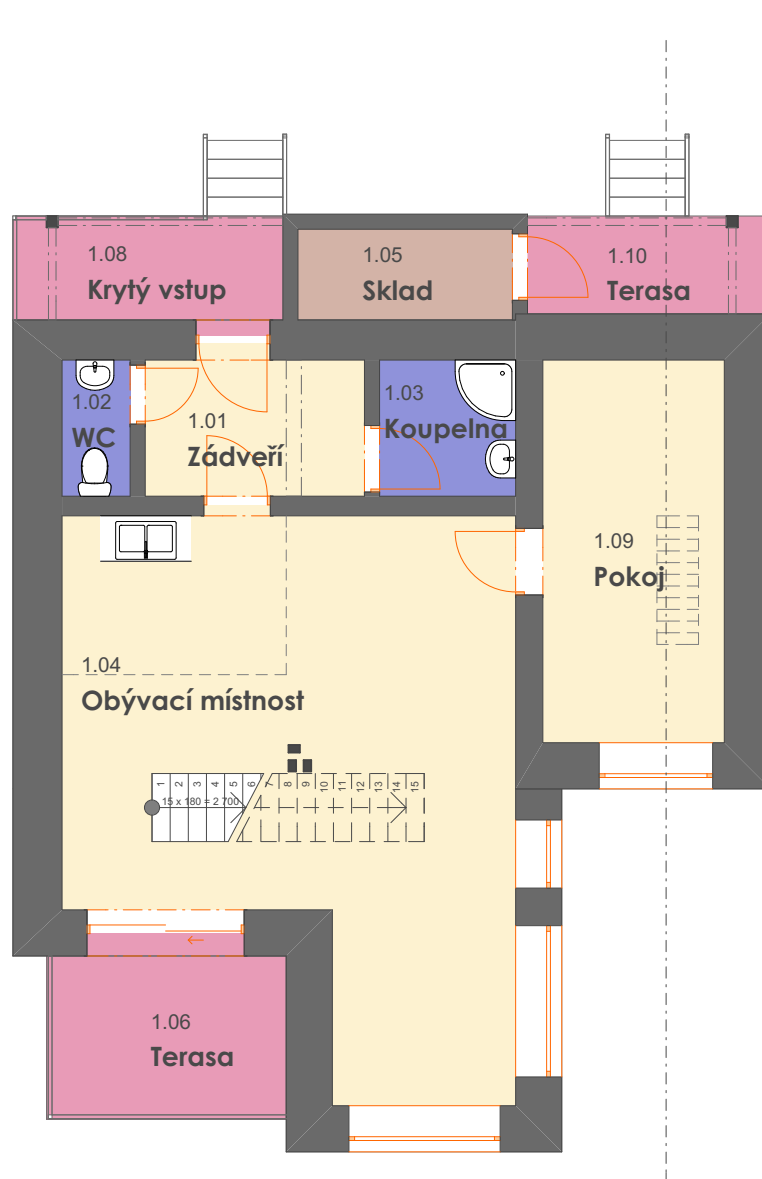 1.08
Krytý vstup
1.05
Sklad
1.10
Terasa
1.02
WC
1.01
Zádveří
1.03
Koupelna
1.09
Pokoj
1.04
Obývací místnost
1 2 3 4 5 6 7 8 9 10 11 12 13 14 15
15 x 180 = 2 700
1.06
Terasa